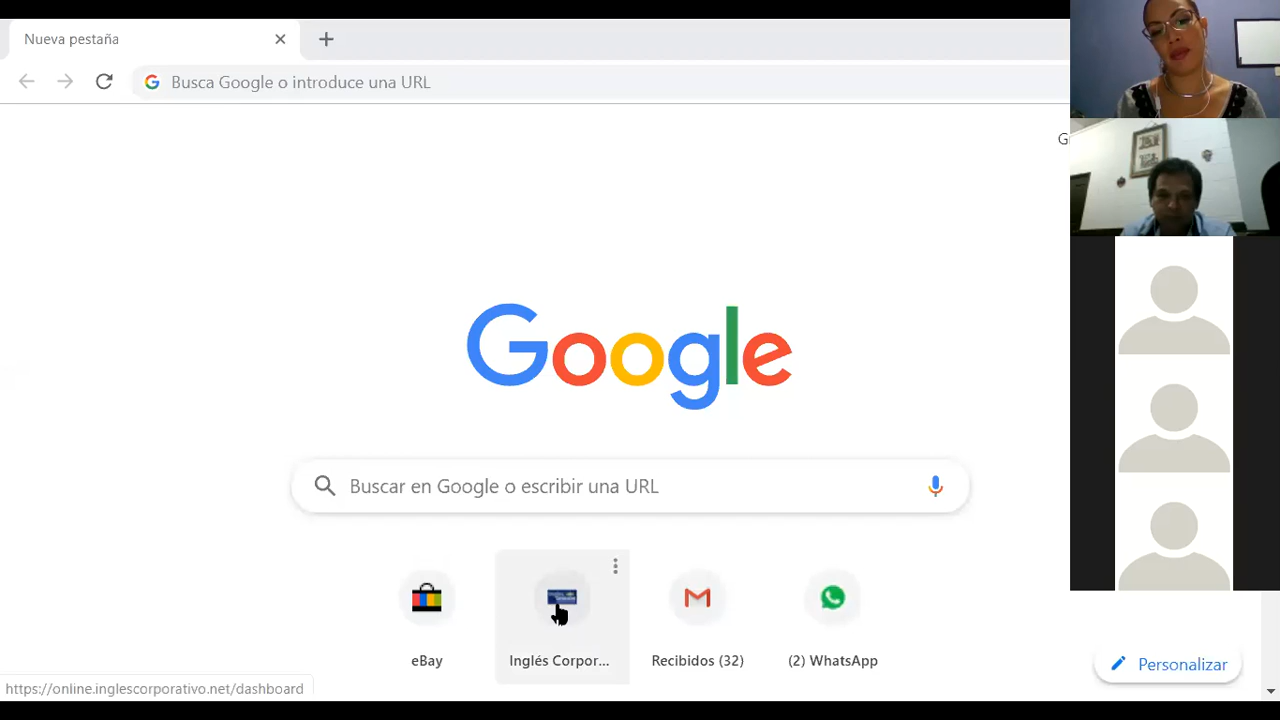 Nueva pestaña
Busca Google o introduce una URL
G
Google
Buscar en Google o escribir una URL
eBay
Inglés Corpor...
Recibidos (32)
(2) WhatsApp
Personalizar
https://online.inglescorporativo.net/dashboard